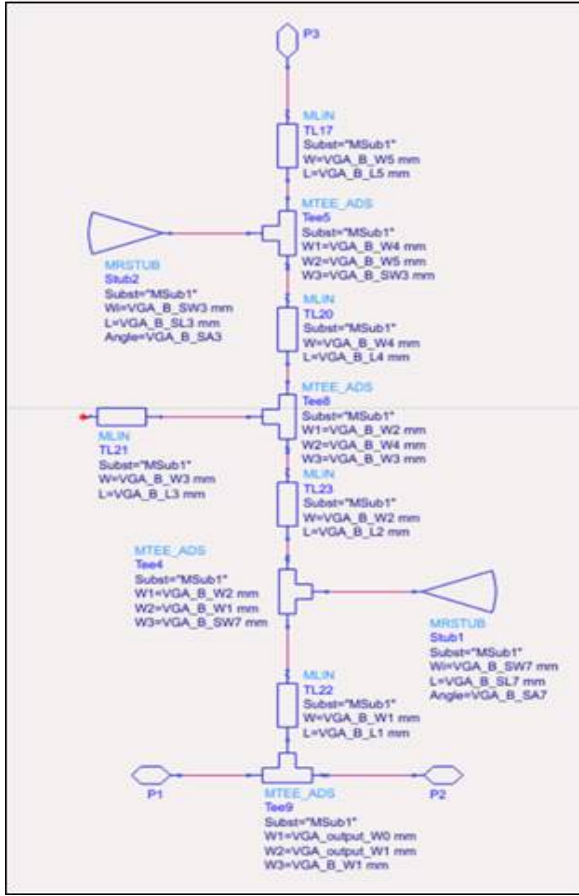 P3
MLIN
TL17
Subst="MSub1"
W=VGA_B_W5 mm
L=VGA_B_L5 mm
MTEE_ADS
Tee5
Subst="MSub1"
W1=VGA_B_W4 mm
W2=VGA_B_W5 mm
W3=VGA_B_SW3 mm
MRSTUB
Stub2
Subst="MSub1"
Wi=VGA_B_SW3 mm
L=VGA_B_SL3 mm
Angle=VGA_B_SA3
MLIN
TL20
Subst="MSub1"
W=VGA_B_W4 mm
L=VGA_B_L4 mm
MTEE_ADS
Tee8
Subst="MSub1"
W1=VGA_B_W2 mm
W2=VGA_B_W4 mm
W3=VGA_B_W3 mm
MLIN
TL21
Subst="MSub1"
W=VGA_B_W3 mm
L=VGA_B_L3 mm
MLIN
TL23
Subst="MSub1"
W=VGA_B_W2 mm
L=VGA_B_L2 mm
MTEE_ADS
Tee4
Subst="MSub1"
W1=VGA_B_W2 mm
W2=VGA_B_W1 mm
W3=VGA_B_SW7 mm
MRSTUB
Stub1
Subst="MSub1"
Wi=VGA_B_SW7 mm
L=VGA_B_SL7 mm
Angle=VGA_B_SA7
MLIN
TL22
Subst="MSub1"
W=VGA_B_W1 mm
L=VGA_B_L1 mm
P1
P2
MTEE_ADS
Tee9
Subst="MSub1"
W1=VGA_output_W0 mm
W2=VGA_output_W1 mm
W3=VGA_B_W1 mm